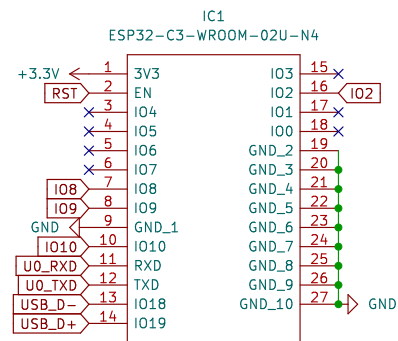 IC1
ESP32-C3-WROOM-02U-N4
+3.3V 1 3V3 IO3 15
RST 2 EN IO2 16 IO2
3 IO4 IO1 17
4 IO5 IO0 18
5 IO6 GND_2 19
6 IO7 GND_3 20
IO8 7 IO8 GND_4 21
IO9 8 IO9 GND_5 22
GND 9 GND_1 GND_6 23
IO10 10 IO10 GND_7 24
U0_RXD 11 RXD GND_8 25
U0_TXD 12 TXD GND_9 26
USB_D- 13 IO18 GND_10 27 GND
USB_D+ 14 IO19